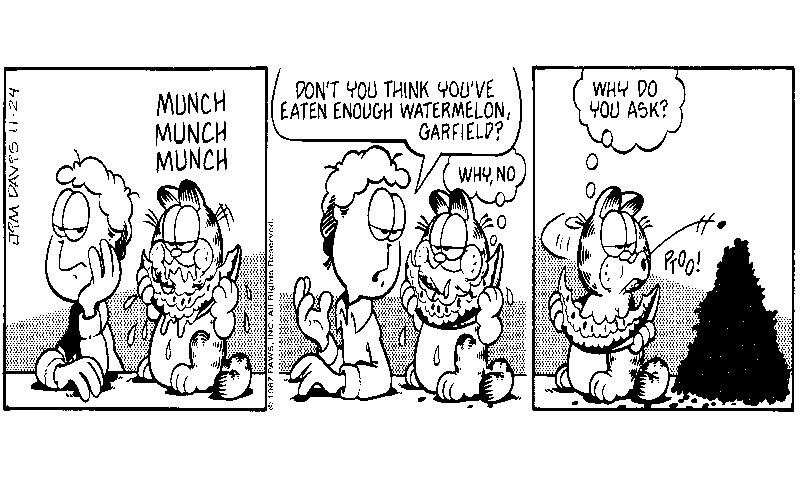 JIM DAVIS 11-24
MUNCH
MUNCH
MUNCH
DON'T YOU THINK YOU'VE
EATEN ENOUGH WATERMELON,
GARFIELD?
WHY, NO
© 1987 PAWS, INC. All Rights Reserved.
WHY DO
YOU ASK?
PTOO!